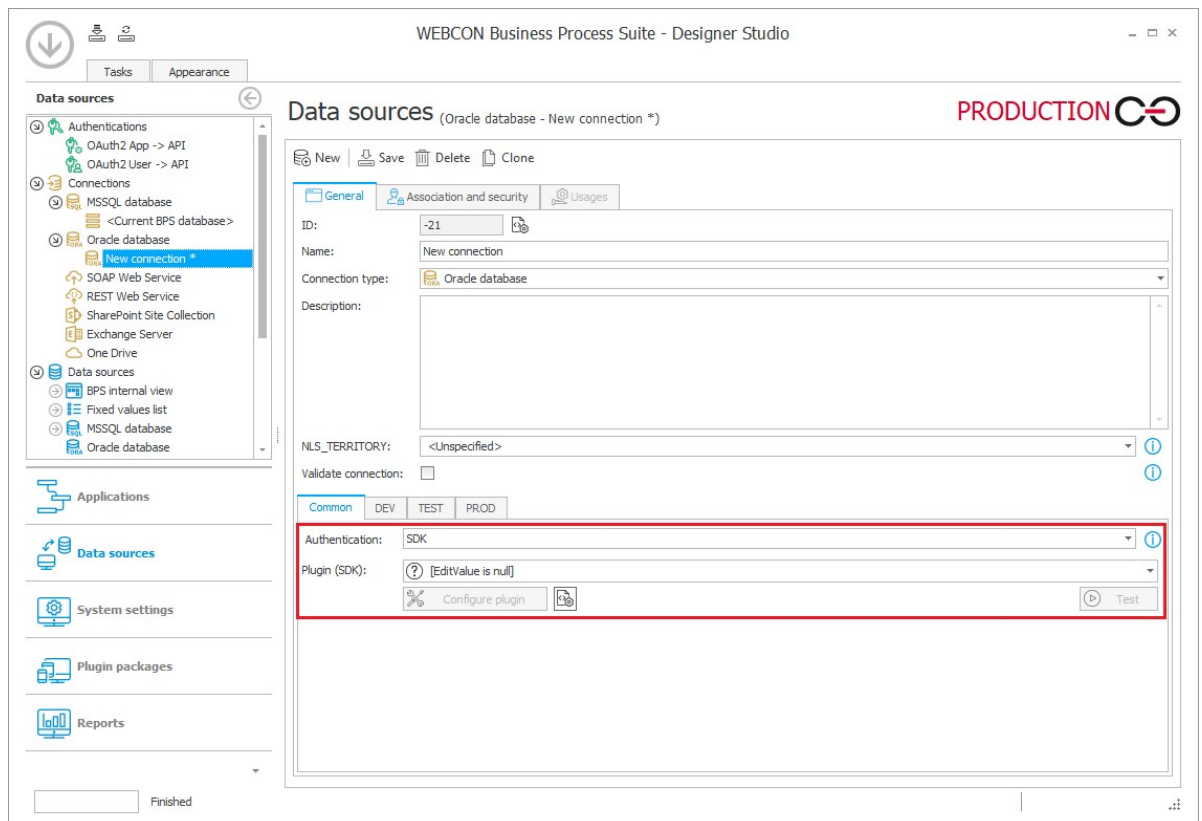 WEBCON Business Process Suite - Designer Studio
Tasks Appearance
Data sources
Authentications
OAuth2 App -> API
OAuth2 User -> API
Connections
MSSQL database
<Current BPS database>
Oracle database
New connection *
SOAP Web Service
REST Web Service
SharePoint Site Collection
Exchange Server
One Drive
Data sources
BPS internal view
Fixed values list
MSSQL database
Oracle database
Applications
Data sources
System settings
Plugin packages
Reports
Finished
Data sources (Oracle database - New connection *)
PRODUCTION
New Save Delete Clone
General Association and security Usages
ID: -21
Name: New connection
Connection type: Oracle database
Description:
NLS_TERRITORY: <Unspecified>
Validate connection:
Common DEV TEST PROD
Authentication: SDK
Plugin (SDK): [EditValue is null]
Configure plugin Test